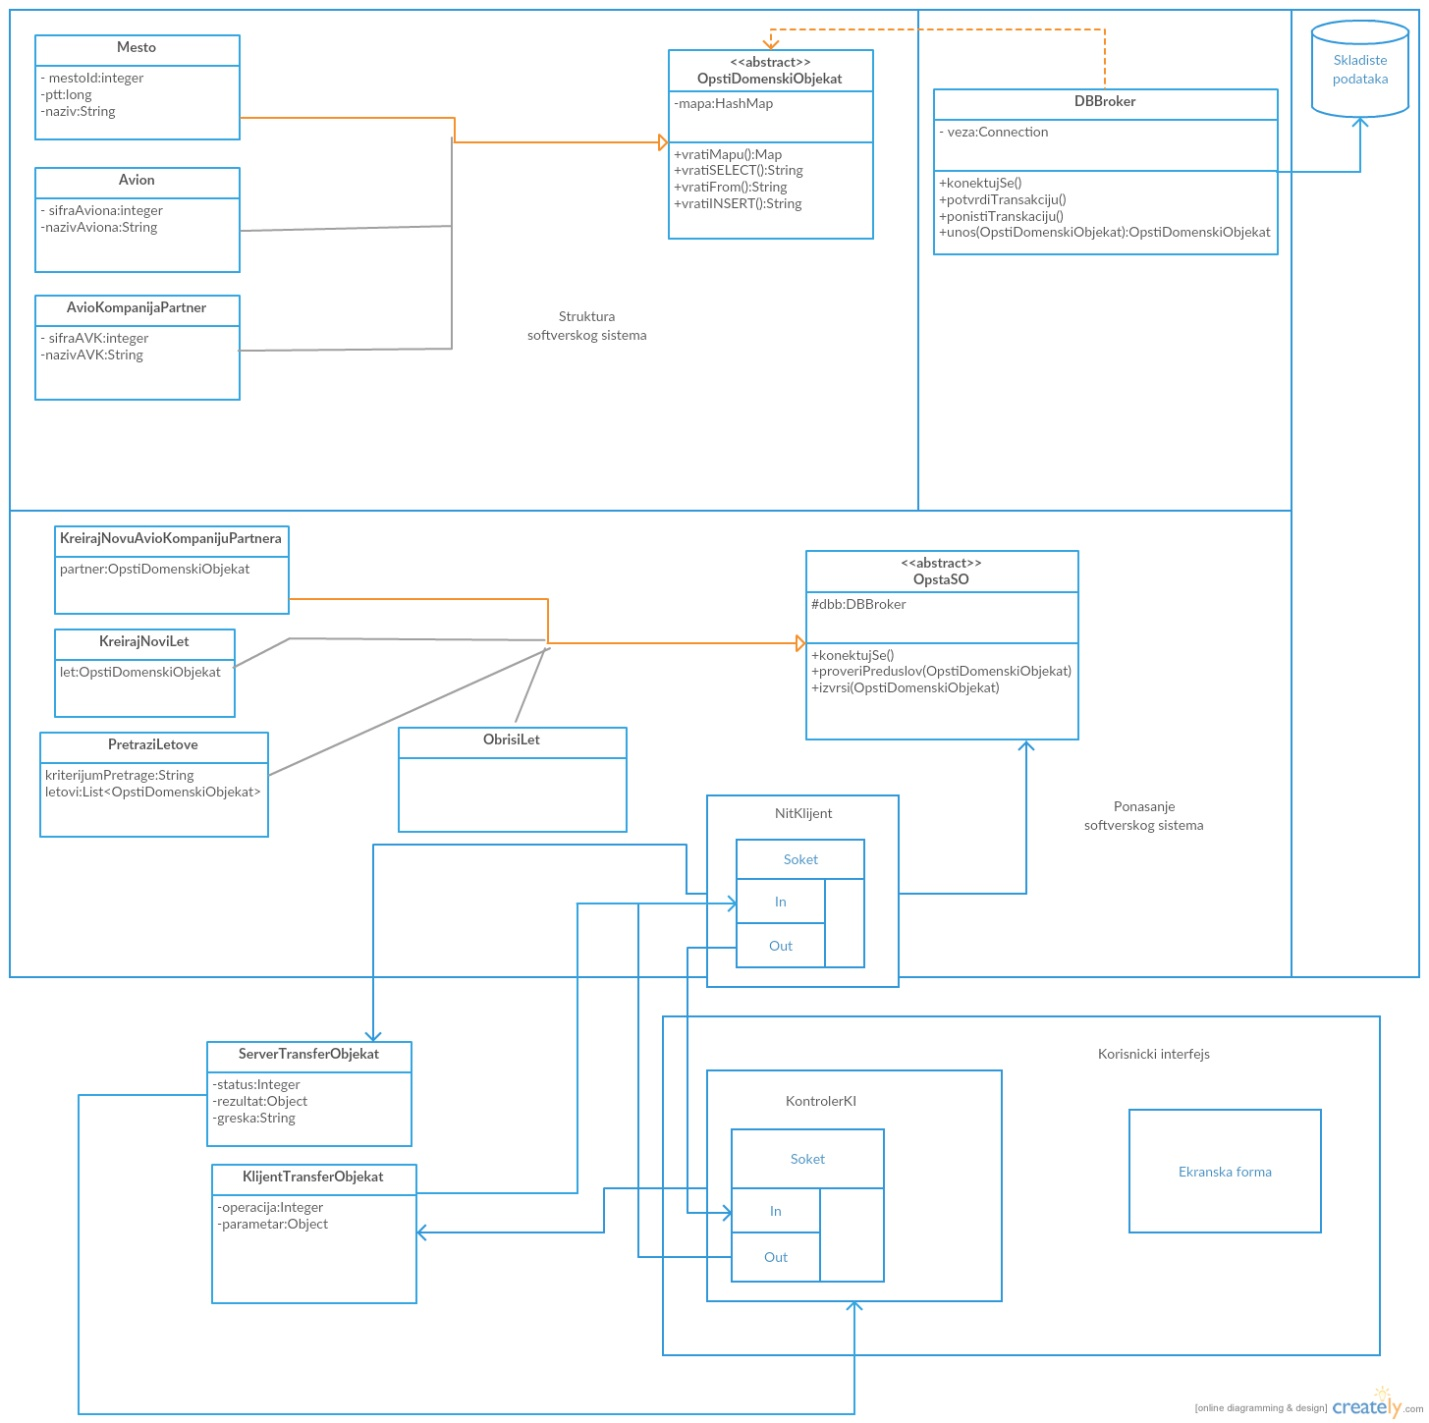 Mesto
- mestoId:integer
-ptt:long
-naziv:String
Avion
- sifraAviona:integer
-nazivAviona:String
AvioKompanijaPartner
- sifraAVK:integer
-nazivAVK:String
<<abstract>>
OpstiDomenskiObjekat
-mapa:HashMap
+vratiMapu():Map
+vratiSELECT():String
+vratiFrom():String
+vratiINSERT():String
Struktura
softverskog sistema
DBBroker
- veza:Connection
+konektujSe()
+potvrdiTransakciju()
+ponistiTranskaciju()
+unos(OpstiDomenskiObjekat):OpstiDomenskiObjekat
Skladiste
podataka
KreirajNovuAvioKompanijuPartnera
partner:OpstiDomenskiObjekat
KreirajNoviLet
let:OpstiDomenskiObjekat
PretraziLetove
kriterijumPretrage:String
letovi:List<OpstiDomenskiObjekat>
ObrisiLet
<<abstract>>
OpstaSO
#dbb:DBBroker
+konektujSe()
+proveriPreduslov(OpstiDomenskiObjekat)
+izvrsi(OpstiDomenskiObjekat)
Ponasanje
softverskog sistema
NitKlijent
Soket
In
Out
ServerTransferObjekat
-status:Integer
-rezultat:Object
-greska:String
KlijentTransferObjekat
-operacija:Integer
-parametar:Object
Korisnicki interfejs
KontrolerKI
Soket
In
Out
Ekranska forma
[online diagramming & design] creately.com